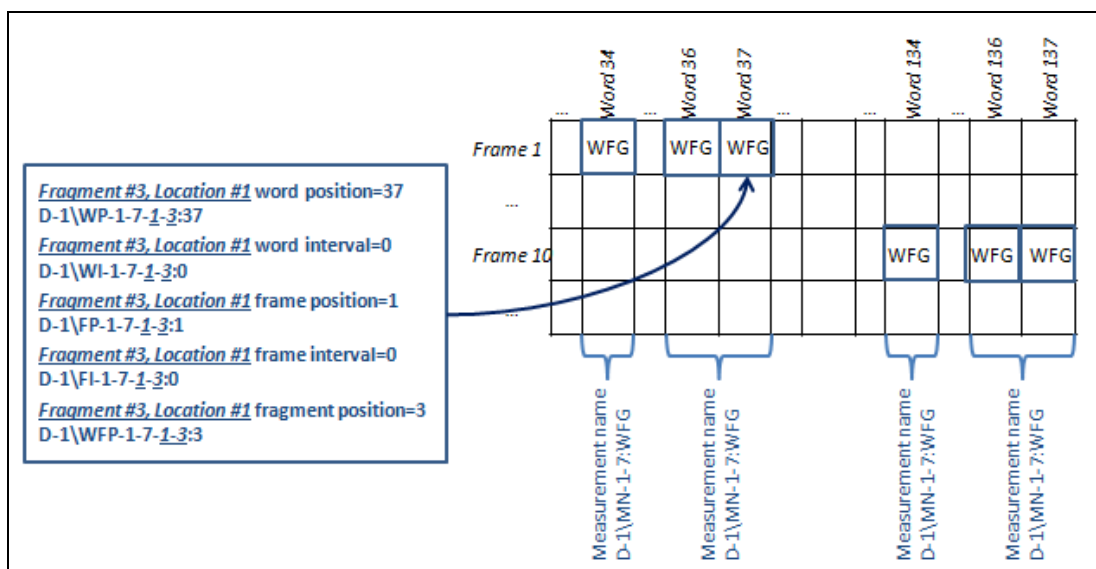 Fragment #3, Location #1 word position=37
D-1\WP-1-7-1-3:37
Fragment #3, Location #1 word interval=0
D-1\WI-1-7-1-3:0
Fragment #3, Location #1 frame position=1
D-1\FP-1-7-1-3:1
Fragment #3, Location #1 frame interval=0
D-1\FI-1-7-1-3:0
Fragment #3, Location #1 fragment position=3
D-1\WFP-1-7-1-3:3
... Word 34 ... Word 36 Word 37 ... ... Word 134 ... Word 136 Word 137
Frame 1 WFG WFG WFG
...
Frame 10 WFG WFG WFG
...
Measurement name
D-1\MN-1-7:WFG
Measurement name
D-1\MN-1-7:WFG
Measurement name
D-1\MN-1-7:WFG
Measurement name
D-1\MN-1-7:WFG